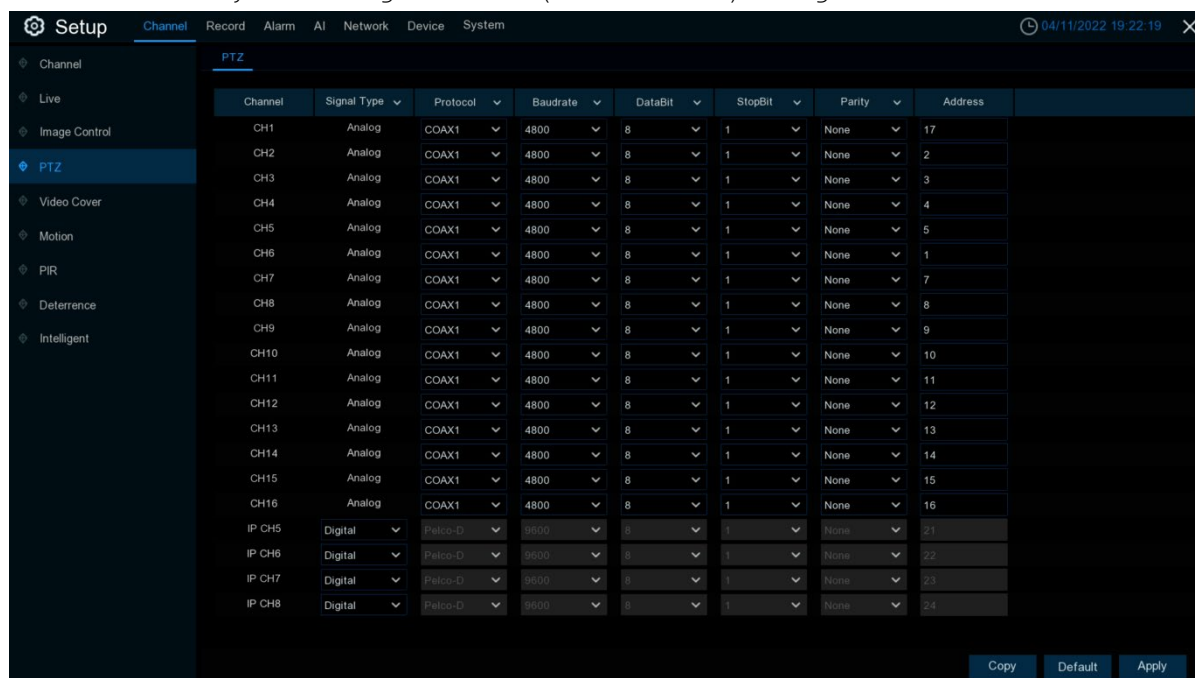 Setup Channel Record Alarm AI Network Device System 04/11/2022 19:22:19
Channel
Live
Image Control
PTZ
Video Cover
Motion
PIR
Deterrence
Intelligent
PTZ
Channel Signal Type Protocol Baudrate DataBit StopBit Parity Address
CH1 Analog COAX1 4800 8 1 None 17
CH2 Analog COAX1 4800 8 1 None 2
CH3 Analog COAX1 4800 8 1 None 3
CH4 Analog COAX1 4800 8 1 None 4
CH5 Analog COAX1 4800 8 1 None 5
CH6 Analog COAX1 4800 8 1 None 1
CH7 Analog COAX1 4800 8 1 None 7
CH8 Analog COAX1 4800 8 1 None 8
CH9 Analog COAX1 4800 8 1 None 9
CH10 Analog COAX1 4800 8 1 None 10
CH11 Analog COAX1 4800 8 1 None 11
CH12 Analog COAX1 4800 8 1 None 12
CH13 Analog COAX1 4800 8 1 None 13
CH14 Analog COAX1 4800 8 1 None 14
CH15 Analog COAX1 4800 8 1 None 15
CH16 Analog COAX1 4800 8 1 None 16
IP CH5 Digital Pelco-D 9600 8 1 None 21
IP CH6 Digital Pelco-D 9600 8 1 None 22
IP CH7 Digital Pelco-D 9600 8 1 None 23
IP CH8 Digital Pelco-D 9600 8 1 None 24
Copy Default Apply